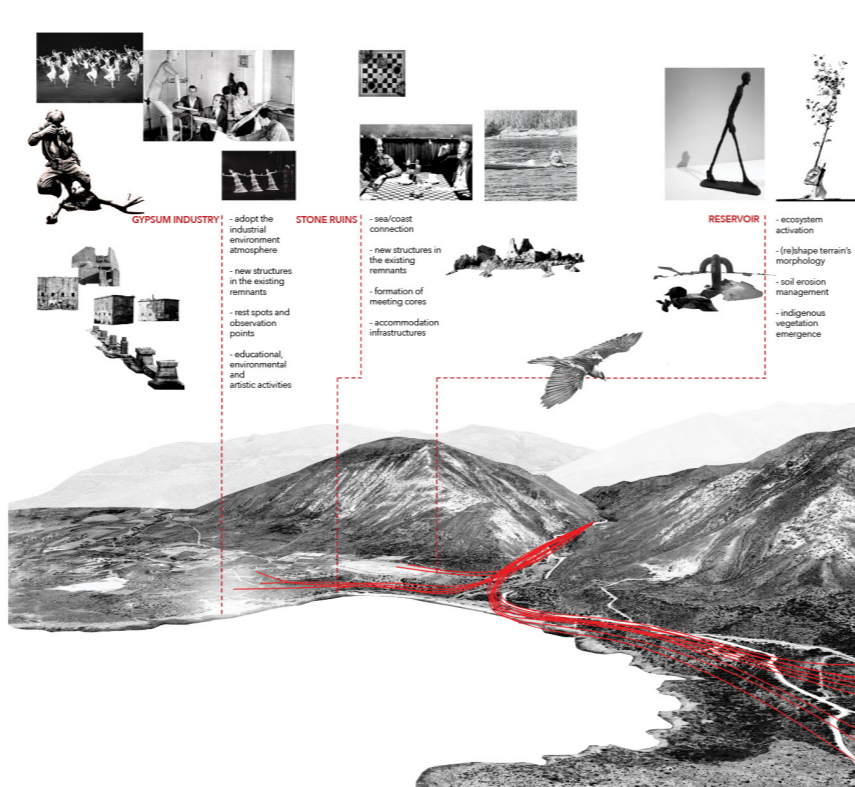 GYPSUM INDUSTRY
- adopt the
industrial
environment
atmosphere
- new structures
in the existing
remnants
- rest spots and
observation
points
- educational,
environmental
and
artistic activities
STONE RUINS
- sea/coast
connection
- new structures in
the existing
remnants
- formation of
meeting cores
- accommodation
infrastructures
RESERVOIR
- ecosystem
activation
- (re)shape terrain's
morphology
- soil erosion
management
- indigenous
vegetation
emergence